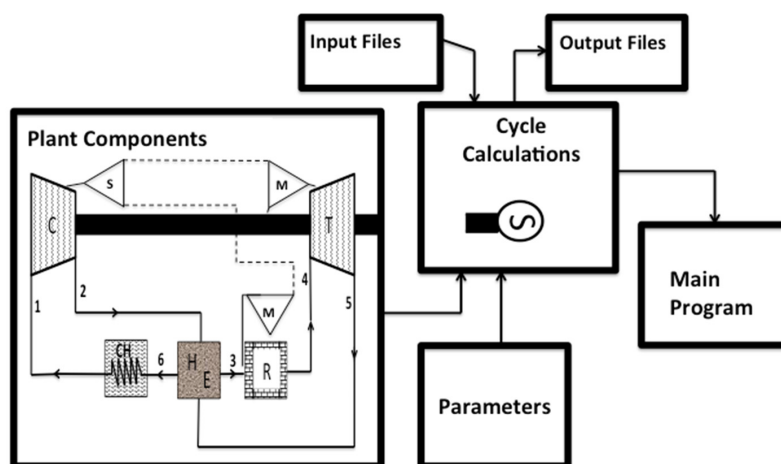 Input Files
Output Files
Plant Components
Cycle
Calculations
S
M
C
T
S
1
2
4
5
M
Main
Program
CH
6
H
E
3
R
Parameters